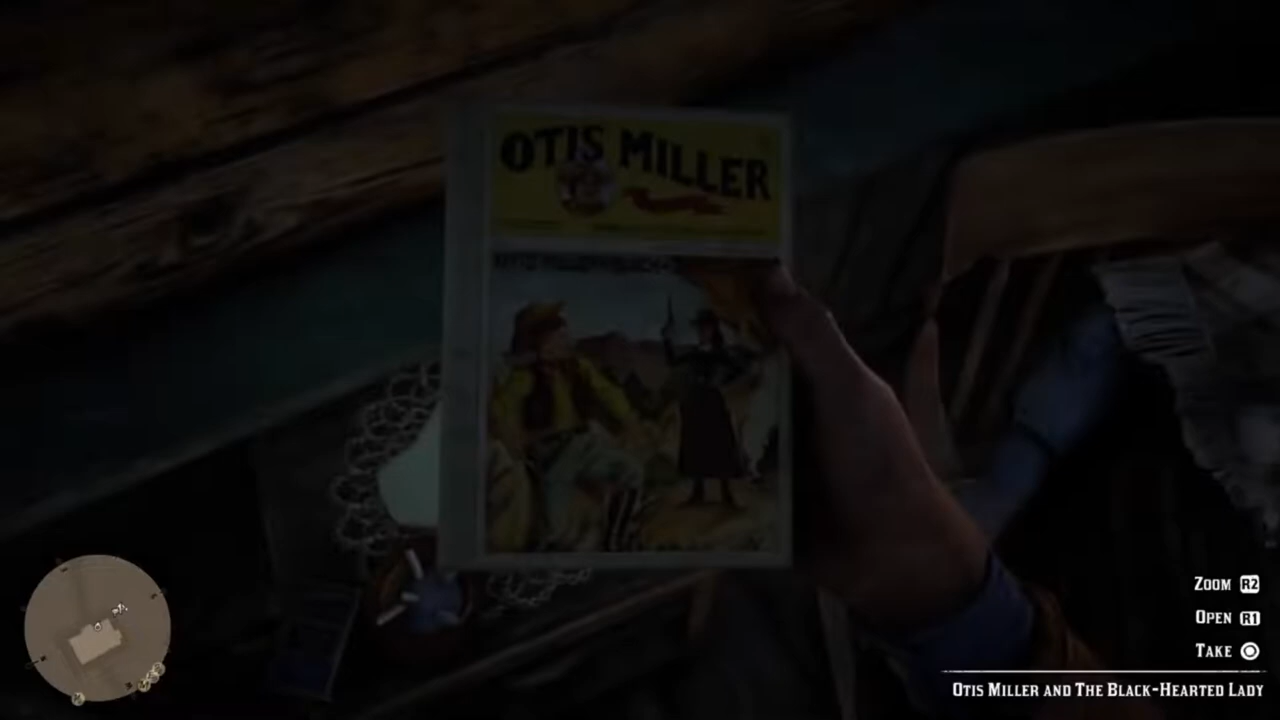 OTIS MILLER
ZOOM R2
OPEN R1
TAKE
OTIS MILLER AND THE BLACK-HEARTED LADY